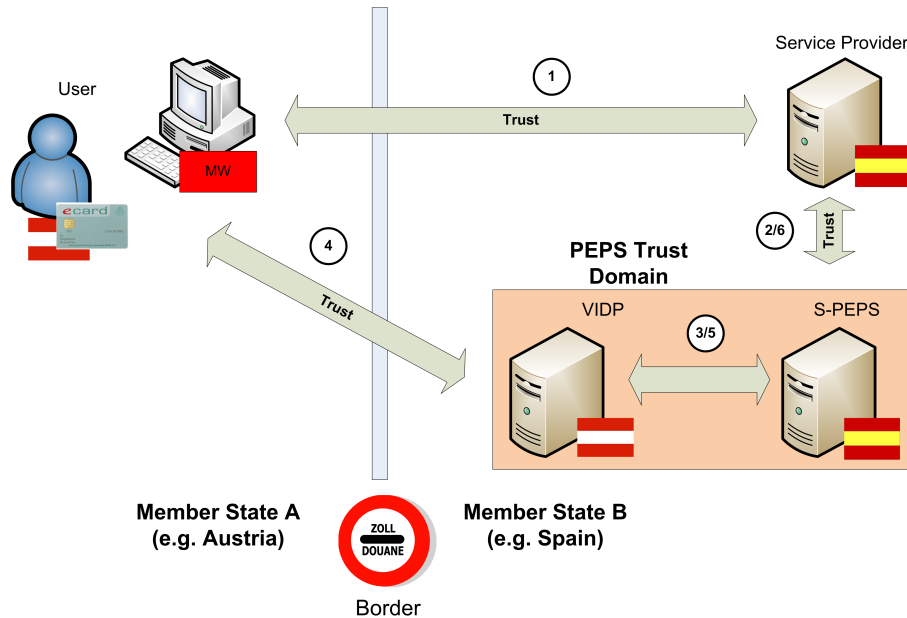 Service Provider
1
User
Trust
MW
ecard
2/6
Trust
4
PEPS Trust
Domain
Trust
VIDP
S-PEPS
3/5
Member State A
(e.g. Austria)
ZOLL
DOUANE
Member State B
(e.g. Spain)
Border